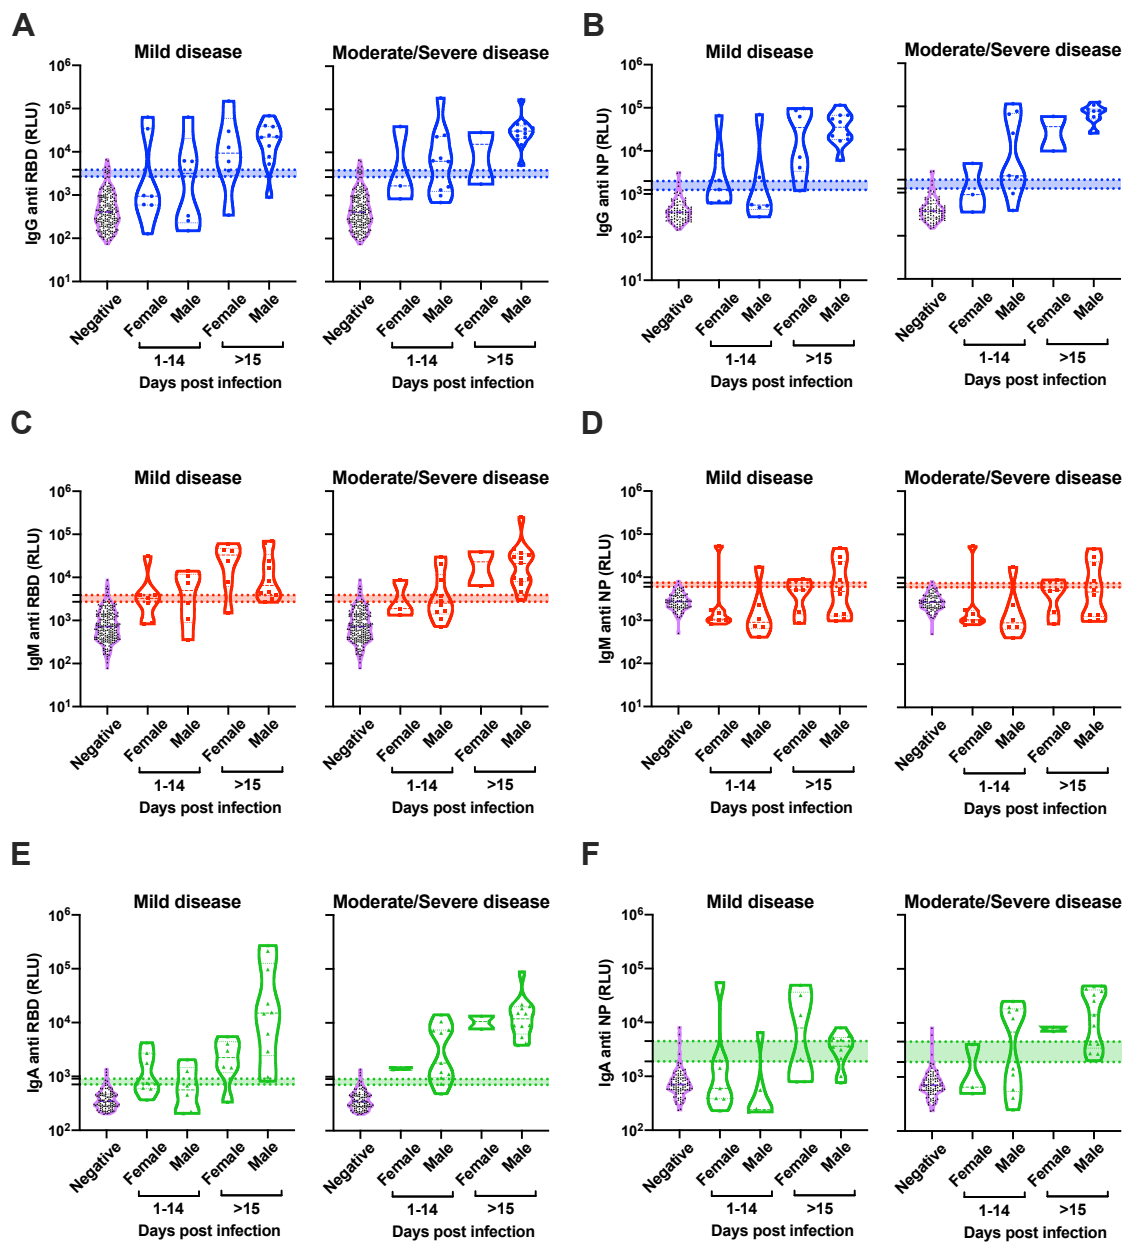 A
B
Mild disease
Moderate/Severe disease
Mild disease
Moderate/Severe disease
IgG anti RBD (RLU)
10⁶
10⁵
10⁴
10³
10²
10¹
Negative
Female
Male
Female
Male
1-14
>15
Days post infection
Negative
Female
Male
Female
Male
1-14
>15
Days post infection
IgG anti NP (RLU)
10⁶
10⁵
10⁴
10³
10²
10¹
Negative
Female
Male
Female
Male
1-14
>15
Days post infection
Negative
Female
Male
Female
Male
1-14
>15
Days post infection
C
D
Mild disease
Moderate/Severe disease
Mild disease
Moderate/Severe disease
IgM anti RBD (RLU)
10⁶
10⁵
10⁴
10³
10²
10¹
Negative
Female
Male
Female
Male
1-14
>15
Days post infection
Negative
Female
Male
Female
Male
1-14
>15
Days post infection
IgM anti NP (RLU)
10⁶
10⁵
10⁴
10³
10²
10¹
Negative
Female
Male
Female
Male
1-14
>15
Days post infection
Negative
Female
Male
Female
Male
1-14
>15
Days post infection
E
F
Mild disease
Moderate/Severe disease
Mild disease
Moderate/Severe disease
IgA anti RBD (RLU)
10⁶
10⁵
10⁴
10³
10²
Negative
Female
Male
Female
Male
1-14
>15
Days post infection
Negative
Female
Male
Female
Male
1-14
>15
Days post infection
IgA anti NP (RLU)
10⁶
10⁵
10⁴
10³
10²
Negative
Female
Male
Female
Male
1-14
>15
Days post infection
Negative
Female
Male
Female
Male
1-14
>15
Days post infection